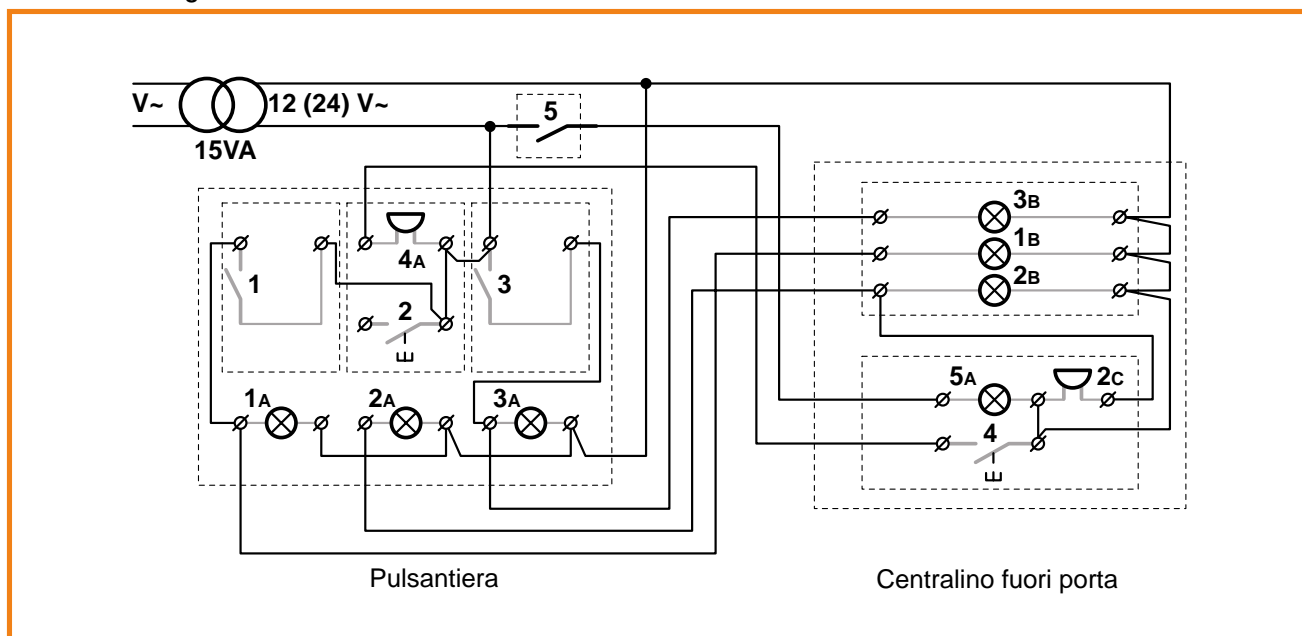 V~ 12 (24) V~
15VA
5
1
4A
2
3
1A 2A 3A
3B
1B
2B
5A 2C
4
Pulsantiera
Centralino fuori porta